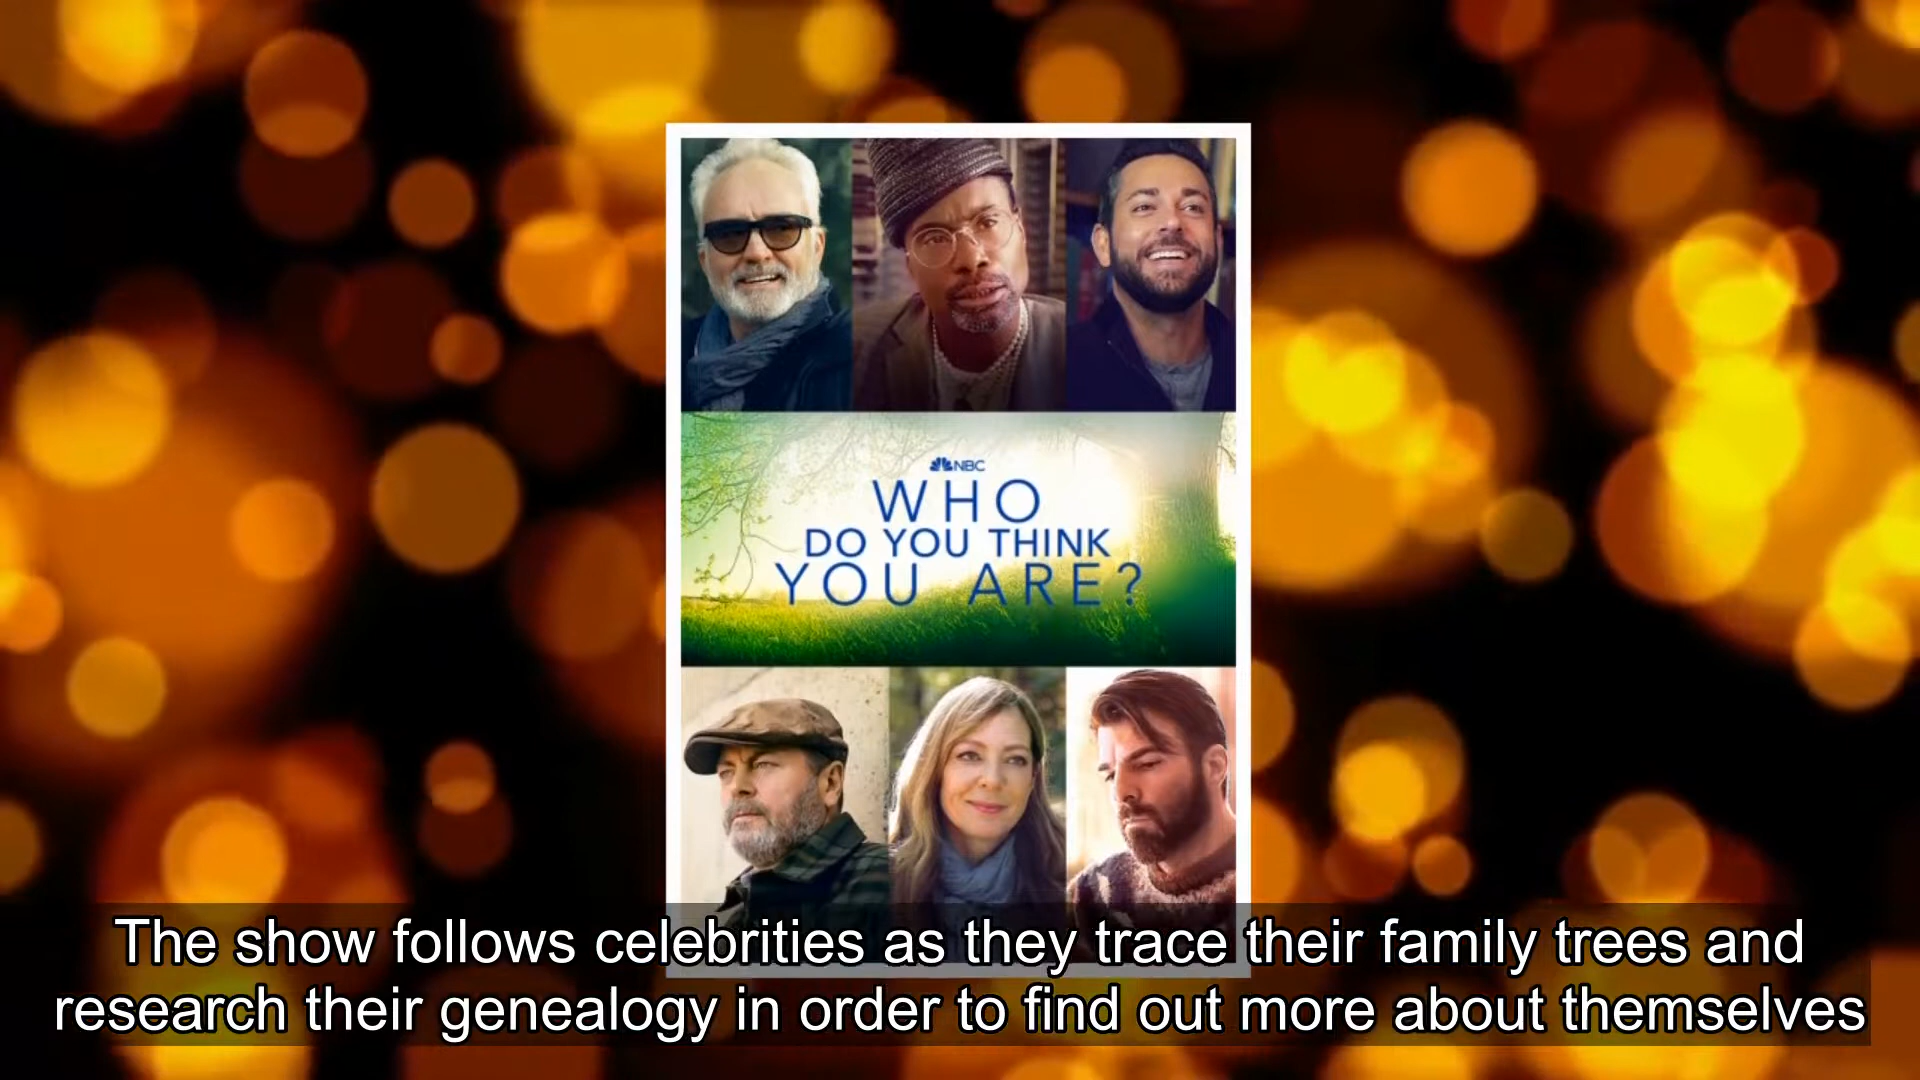 NBC
WHO
DO YOU THINK
YOU ARE?
The show follows celebrities as they trace their family trees and
research their genealogy in order to find out more about themselves